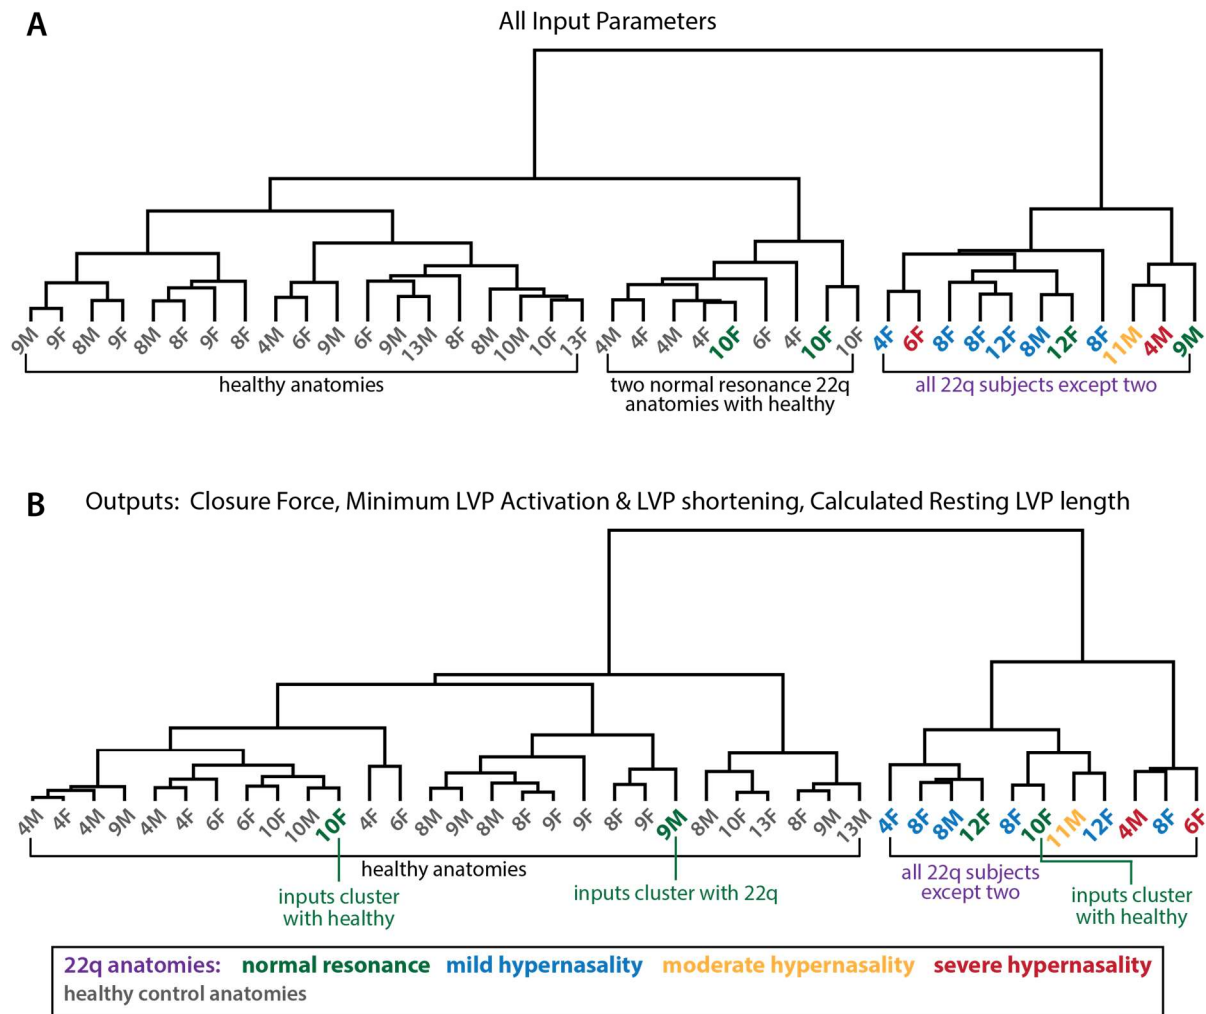 A
All Input Parameters
9M 9F 8M 9F 8M 8F 9F 8F 4M 6F 9M 6F 9M 13M 8F 8M 10M 10F 13F 4M 4F 4M 4F 10F 6F 4F 10F 10F 4F 6F 8F 8F 12F 8M 12F 8F 11M 4M 9M
healthy anatomies
two normal resonance 22q
anatomies with healthy
all 22q subjects except two
B
Outputs: Closure Force, Minimum LVP Activation & LVP shortening, Calculated Resting LVP length
4M 4F 4M 9M 4M 4F 6F 6F 10F 10M 10F 4F 6F 8M 9M 8M 8F 9F 9F 8F 9F 9M 8M 10F 13F 8F 9M 13M 4F 8F 8M 12F 8F 10F 11M 12F 4M 8F 6F
healthy anatomies
all 22q subjects
except two
inputs cluster
with healthy
inputs cluster with 22q
inputs cluster
with healthy
22q anatomies: normal resonance mild hypernasality moderate hypernasality severe hypernasality
healthy control anatomies